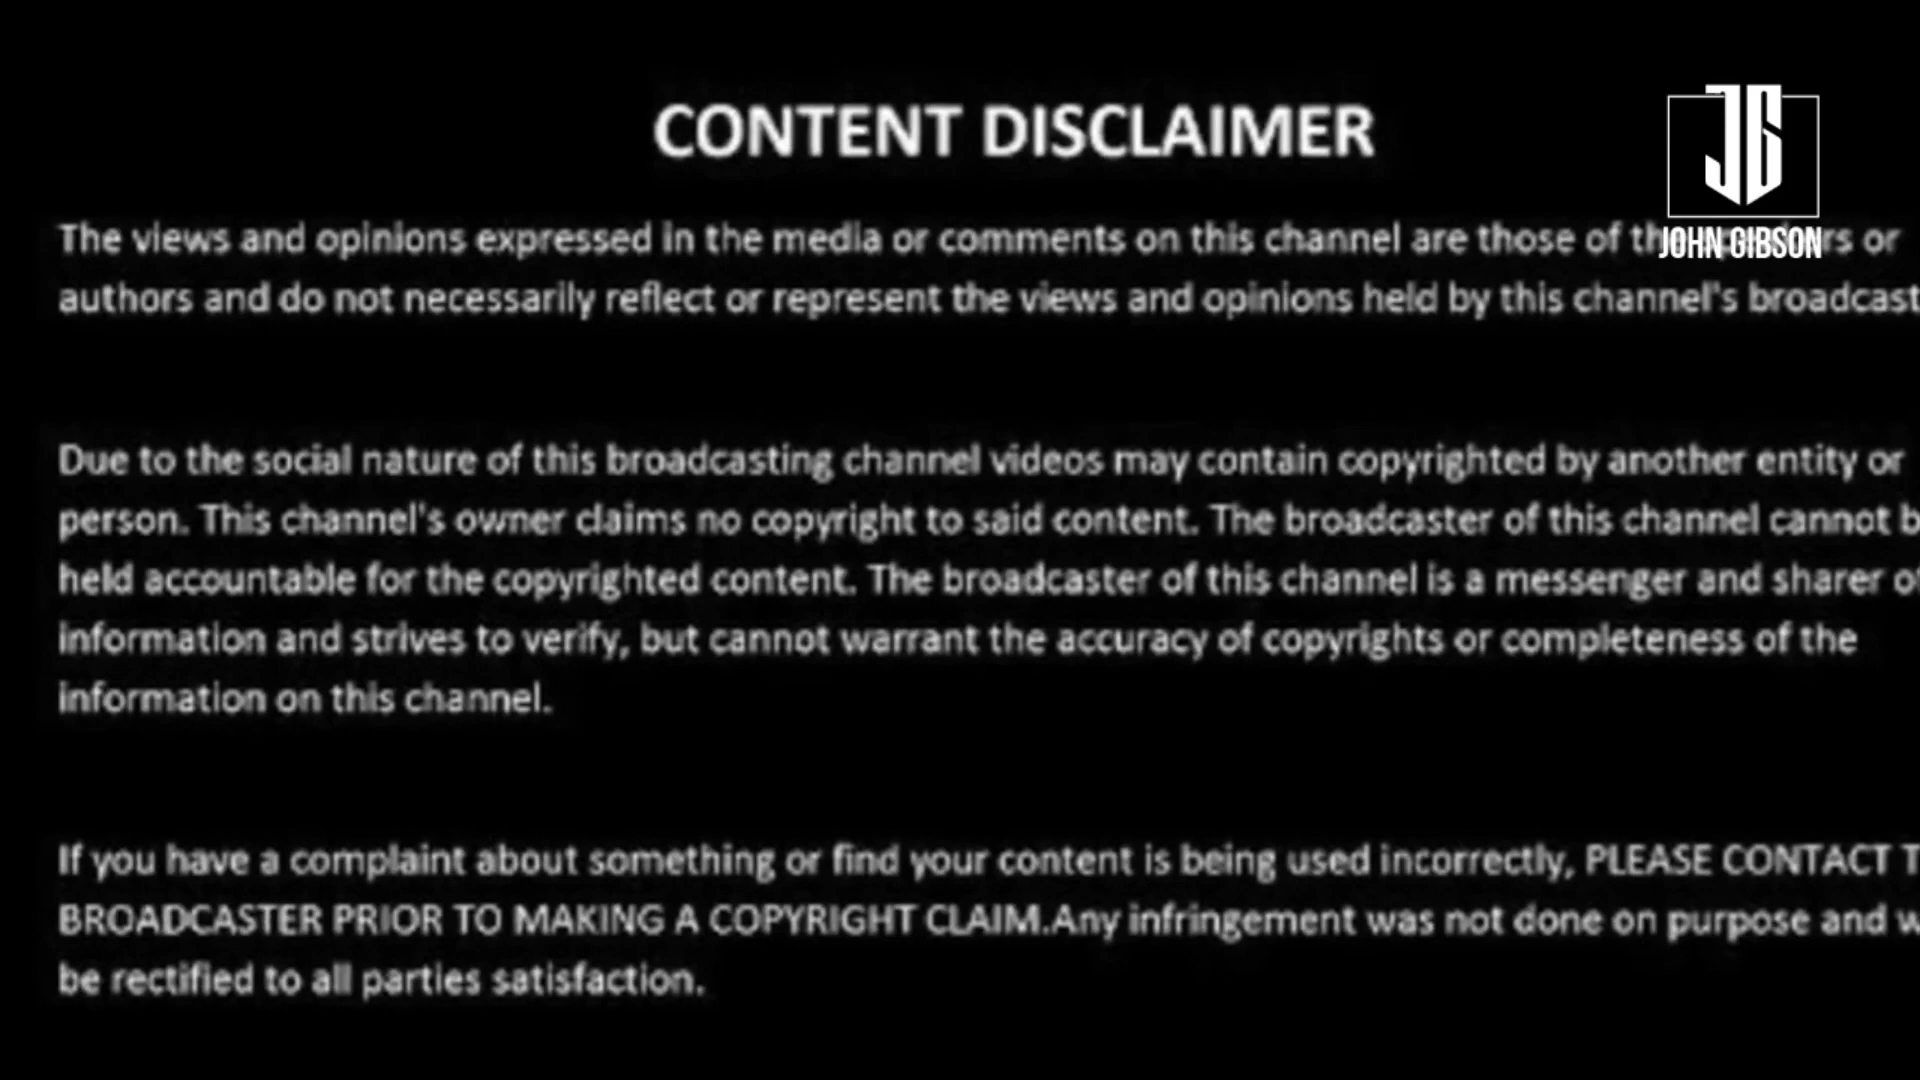 CONTENT DISCLAIMER
JG
JOHN GIBSON
The views and opinions expressed in the media or comments on this channel are those of or
authors and do not necessarily reflect or represent the views and opinions held by this channel's broadcast
Due to the social nature of this broadcasting channel videos may contain copyrighted by another entity or
person. This channel's owner claims no copyright to said content. The broadcaster of this channel cannot b
held accountable for the copyrighted content. The broadcaster of this channel is a messenger and sharer of
information and strives to verify, but cannot warrant the accuracy of copyrights or completeness of the
information on this channel.
If you have a complaint about something or find your content is being used incorrectly, PLEASE CONTACT T
BROADCASTER PRIOR TO MAKING A COPYRIGHT CLAIM.Any infringement was not done on purpose and w
be rectified to all parties satisfaction.